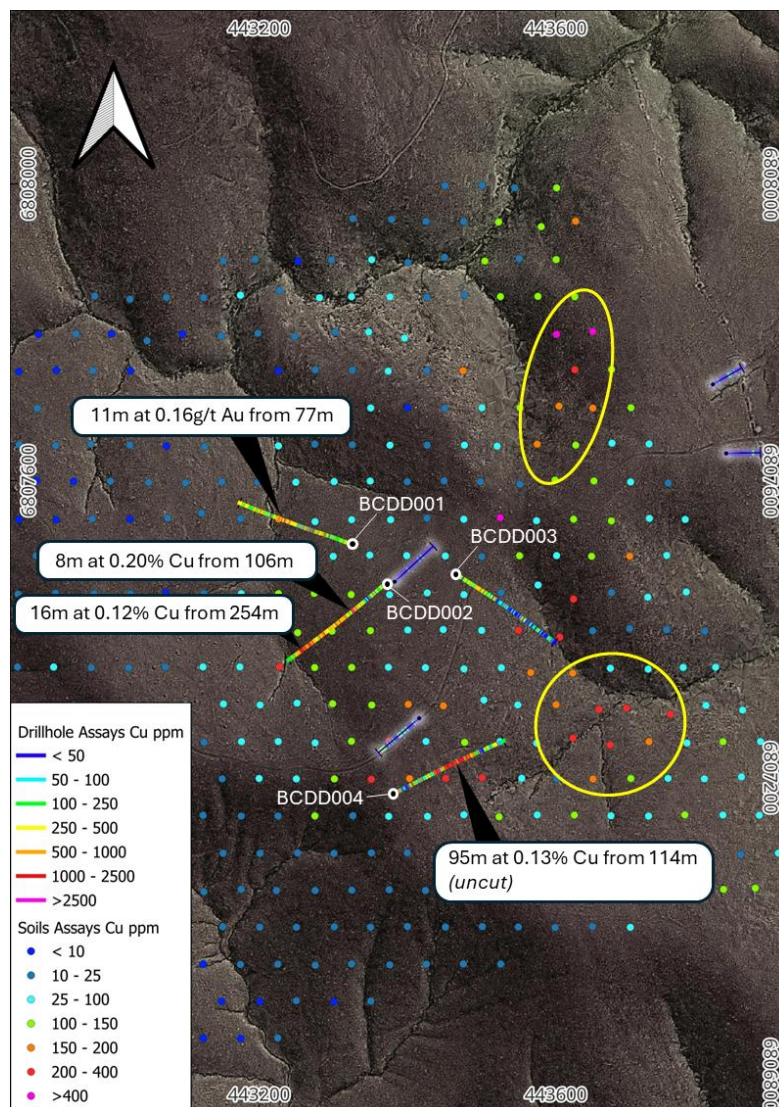 443200
443600
6808000
6808000
11m at 0.16g/t Au from 77m
6807600
6807600
BCDD001
BCDD003
8m at 0.20% Cu from 106m
BCDD002
16m at 0.12% Cu from 254m
Drillhole Assays Cu ppm
< 50
50 - 100
100 - 250
250 - 500
500 - 1000
1000 - 2500
>2500
6807200
BCDD004
95m at 0.13% Cu from 114m
(uncut)
Soils Assays Cu ppm
< 10
10 - 25
25 - 100
100 - 150
150 - 200
200 - 400
>400
6806800
443200
443600